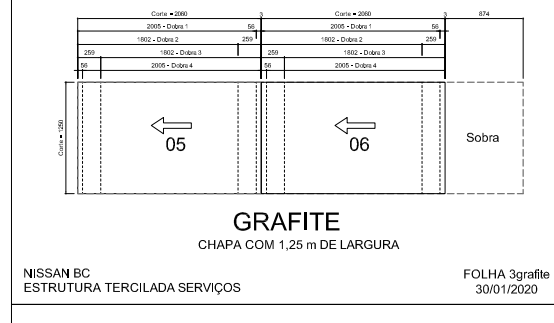 Corte = 2060 3 Corte = 2060 3 874
2005 - Dobra 1 56 2005 - Dobra 1 56
1802 - Dobra 2 259 1802 - Dobra 2 259
259 1802 - Dobra 3 259 1802 - Dobra 3
56 2005 - Dobra 4 56 2005 - Dobra 4
Corte = 1250
05 06 Sobra
GRAFITE
CHAPA COM 1,25 m DE LARGURA
NISSAN BC FOLHA 3grafite
ESTRUTURA TERCILADA SERVIÇOS 30/01/2020